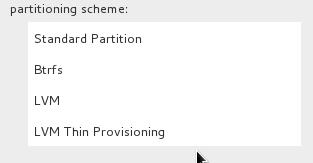 partitioning scheme:
Standard Partition
Btrfs
LVM
LVM Thin Provisioning